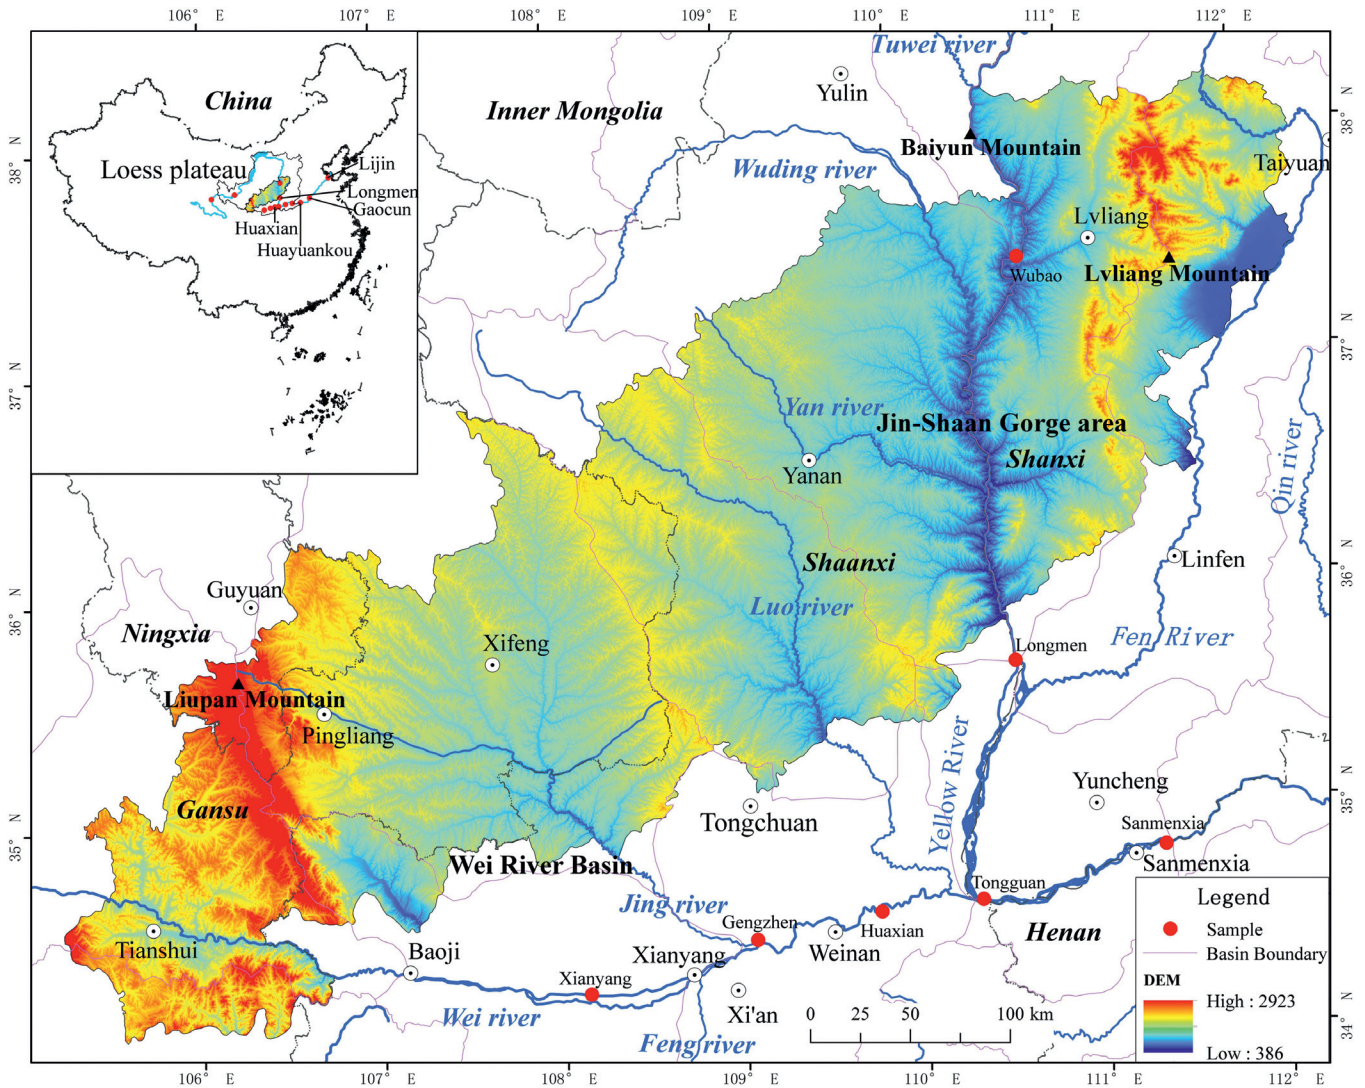 106° E
107° E
108° E
109° E
110° E
111° E
112° E
38° N
37° N
36° N
35° N
38° N
37° N
36° N
35° N
34° N
China
Loess plateau
Lijin
Longmen
Gaocun
Huaxian
Huayuankou
Inner Mongolia
Yulin
Tuwei river
Baiyun Mountain
Wuding river
Taiyuan
Lvliang
Wubao
Lvliang Mountain
Yan river
Jin-Shaan Gorge area
Shanxi
Yanan
Qin river
Shaanxi
Linfen
Luo river
Guyuan
Ningxia
Xifeng
Fen River
Longmen
Liupan Mountain
Pingliang
Gansu
Yellow River
Yuncheng
Tongchuan
Sanmenxia
Sanmenxia
Wei River Basin
Tongguan
Jing river
Gengzhen
Huaxian
Henan
Tianshui
Baoji
Xianyang
Xianyang
Weinan
Xi'an
Wei river
Feng river
0 25 50 100 km
Legend
Sample
Basin Boundary
DEM
High : 2923
Low : 386
106° E
107° E
108° E
109° E
110° E
111° E
112° E